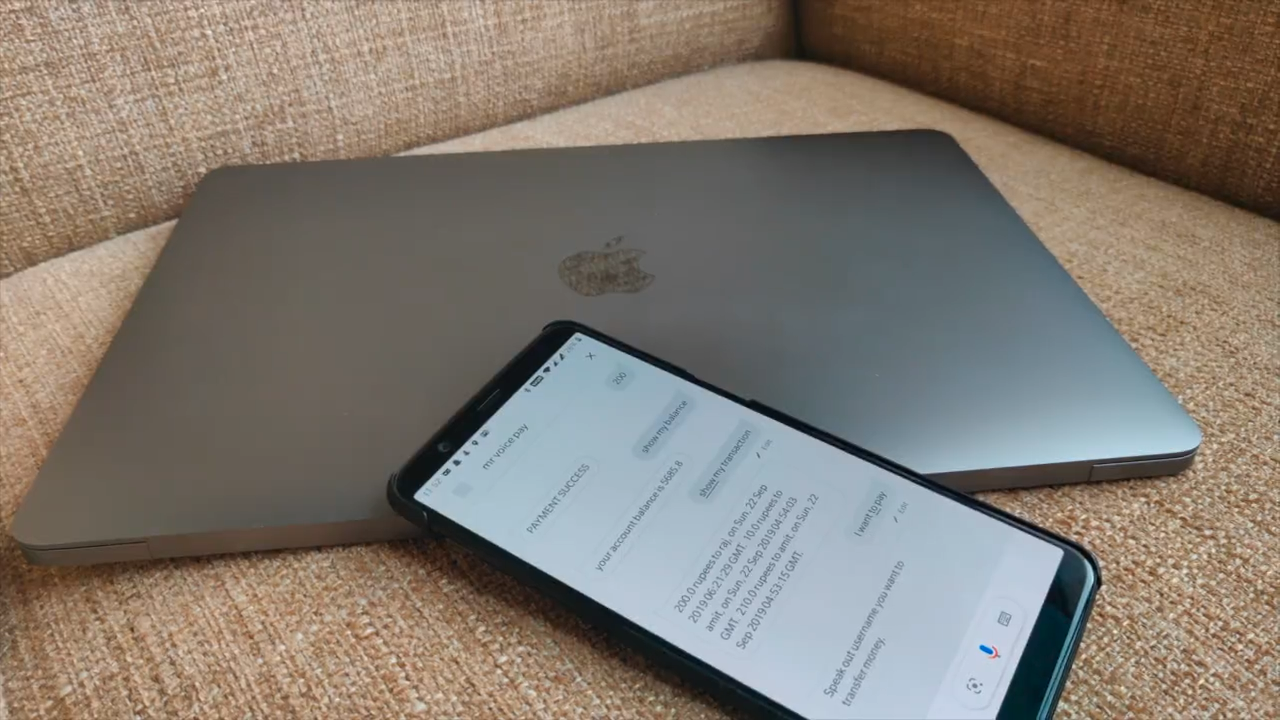 mr voice pay
200
PAYMENT SUCCESS
show my balance
your account balance is 5685.8
show my transaction
Edit
200.0 rupees to raj, on Sun, 22 Sep
2019 06:21:29 GMT. 10.0 rupees to
amit, on Sun, 22 Sep 2019 04:54:03
GMT. 210.0 rupees to amit, on Sun, 22
Sep 2019 04:53:15 GMT.
I want to pay
Edit
Speak out username you want to
transfer money.